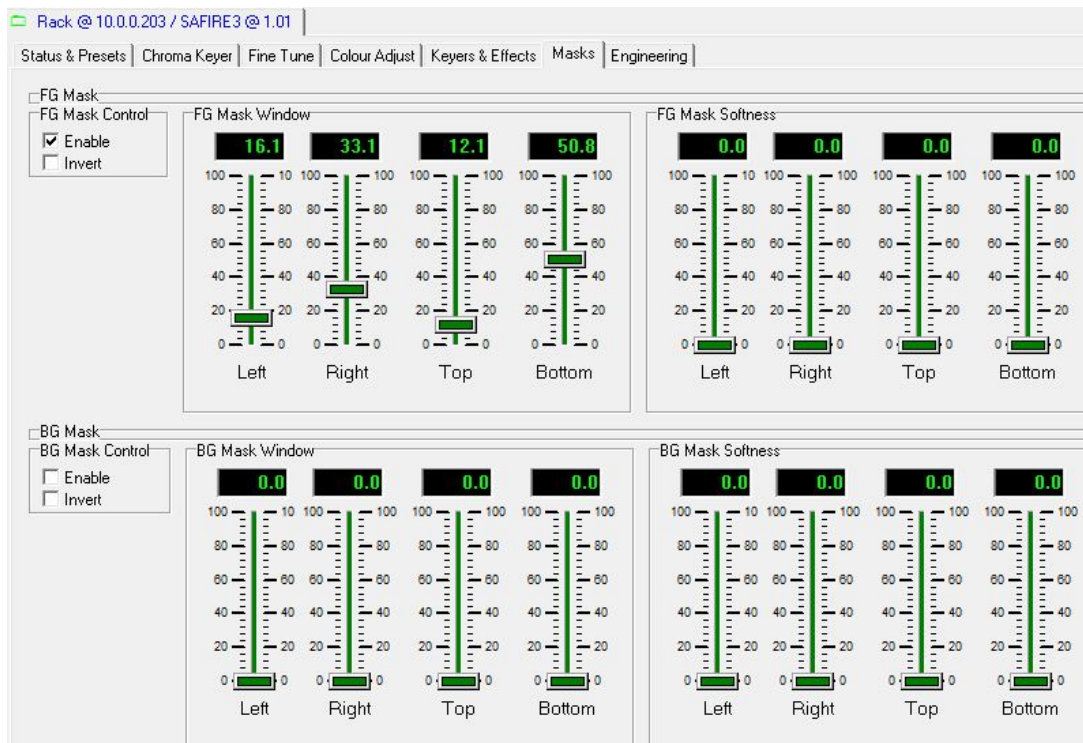 Rack @ 10.0.0.203 / SAFIRE3 @ 1.01
Status & Presets Chroma Keyer Fine Tune Colour Adjust Keyers & Effects Masks Engineering
FG Mask
FG Mask Control FG Mask Window FG Mask Softness
Enable 16.1 33.1 12.1 50.8 0.0 0.0 0.0 0.0
Invert
100 10 100 100 100 100 100 100 100 10 100 100 100 100 100 100
80 80 80 80 80 80 80 80 80 80 80 80 80 80 80 80
60 60 60 60 60 60 60 60 60 60 60 60 60 60 60 60
40 40 40 40 40 40 40 40 40 40 40 40 40 40 40 40
20 20 20 20 20 20 20 20 20 20 20 20 20 20 20 20
0 0 0 0 0 0 0 0 0 0 0 0 0 0 0 0
Left Right Top Bottom Left Right Top Bottom
BG Mask
BG Mask Control BG Mask Window BG Mask Softness
Enable 0.0 0.0 0.0 0.0 0.0 0.0 0.0 0.0
Invert
100 10 100 100 100 100 100 100 100 10 100 100 100 100 100 100
80 80 80 80 80 80 80 80 80 80 80 80 80 80 80 80
60 60 60 60 60 60 60 60 60 60 60 60 60 60 60 60
40 40 40 40 40 40 40 40 40 40 40 40 40 40 40 40
20 20 20 20 20 20 20 20 20 20 20 20 20 20 20 20
0 0 0 0 0 0 0 0 0 0 0 0 0 0 0 0
Left Right Top Bottom Left Right Top Bottom